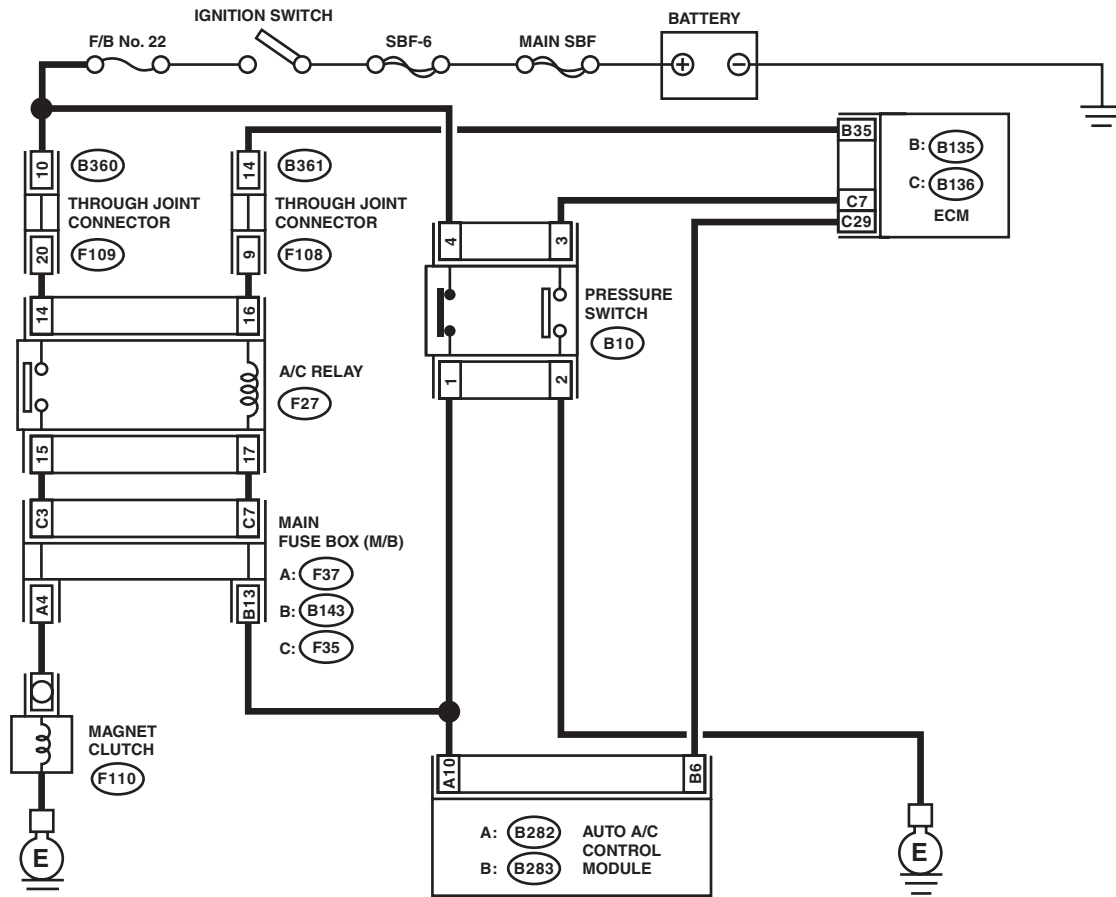 IGNITION SWITCH
BATTERY
F/B No. 22
SBF-6
MAIN SBF
B35
B: B135
C: B136
ECM
C7
C29
10
B360
14
B361
THROUGH JOINT
CONNECTOR
THROUGH JOINT
CONNECTOR
20
F109
9
F108
4
3
PRESSURE
SWITCH
B10
14
16
A/C RELAY
F27
1
2
15
17
C3
C7
MAIN
FUSE BOX (M/B)
A: F37
B: B143
C: F35
A4
B13
MAGNET
CLUTCH
F110
A10
B6
A: B282
B: B283
AUTO A/C
CONTROL
MODULE
E
E